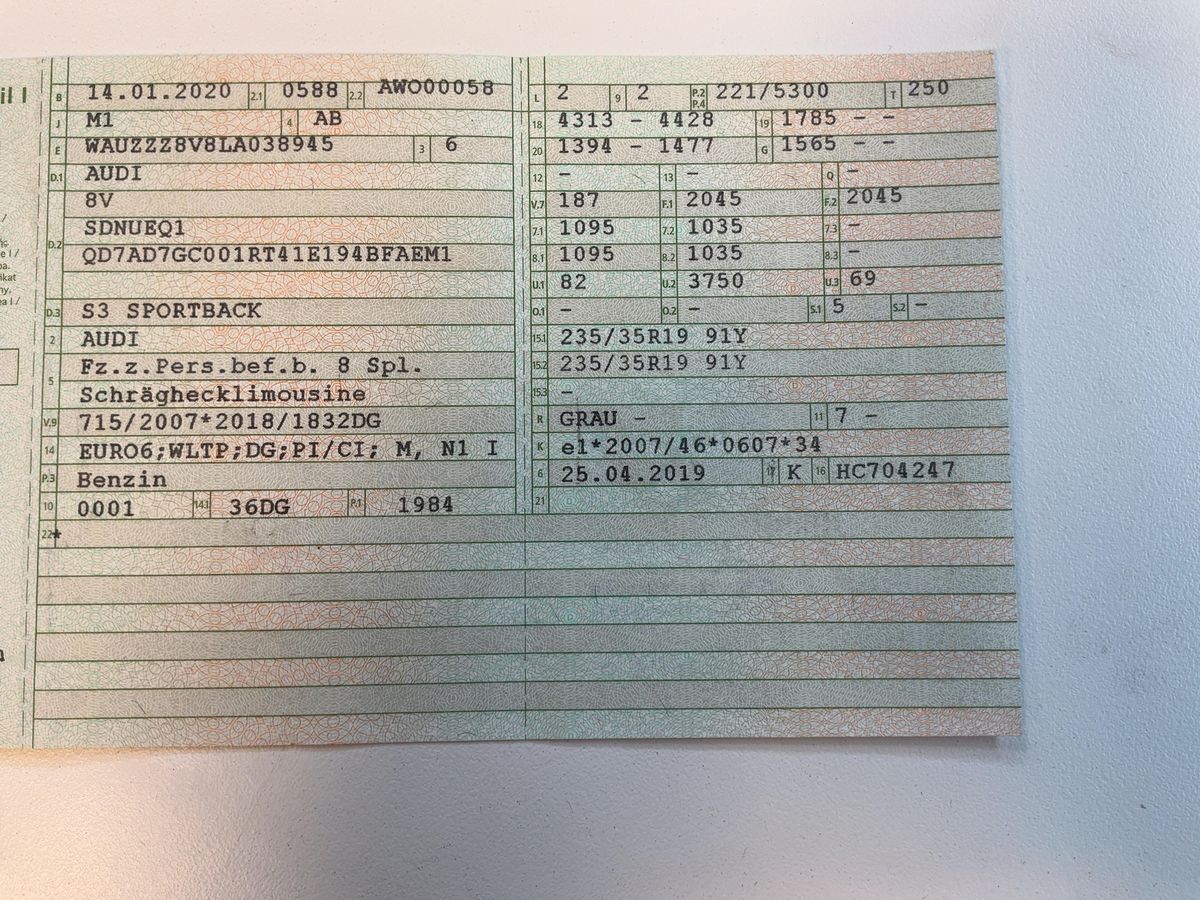 il I
B 14.01.2020 2.1 0588 2.2 AWO00058
J M1 4 AB
E WAUZZZ8V8LA038945 3 6
D.1 AUDI
8V
D.2 SDNUEQ1
QD7AD7GC001RT41E194BFAEM1
D.3 S3 SPORTBACK
2 AUDI
5 Fz.z.Pers.bef.b. 8 Spl.
Schräghecklimousine
V.9 715/2007*2018/1832DG
14 EURO6;WLTP;DG;PI/CI; M, N1 I
P.3 Benzin
10 0001 14.1 36DG P.1 1984
22 *
L 2 9 2 P.2 P.4 221/5300 T 250
18 4313 - 4428 19 1785 - -
20 1394 - 1477 G 1565 - -
12 - 13 - Q -
V.7 187 F.1 2045 F.2 2045
7.1 1095 7.2 1035 7.3 -
8.1 1095 8.2 1035 8.3 -
U.1 82 U.2 3750 U.3 69
O.1 - O.2 - S.1 5 S.2 -
15.1 235/35R19 91Y
15.2 235/35R19 91Y
15.3 -
R GRAU - 11 7 -
K e1*2007/46*0607*34
6 25.04.2019 17 K 16 HC704247
21